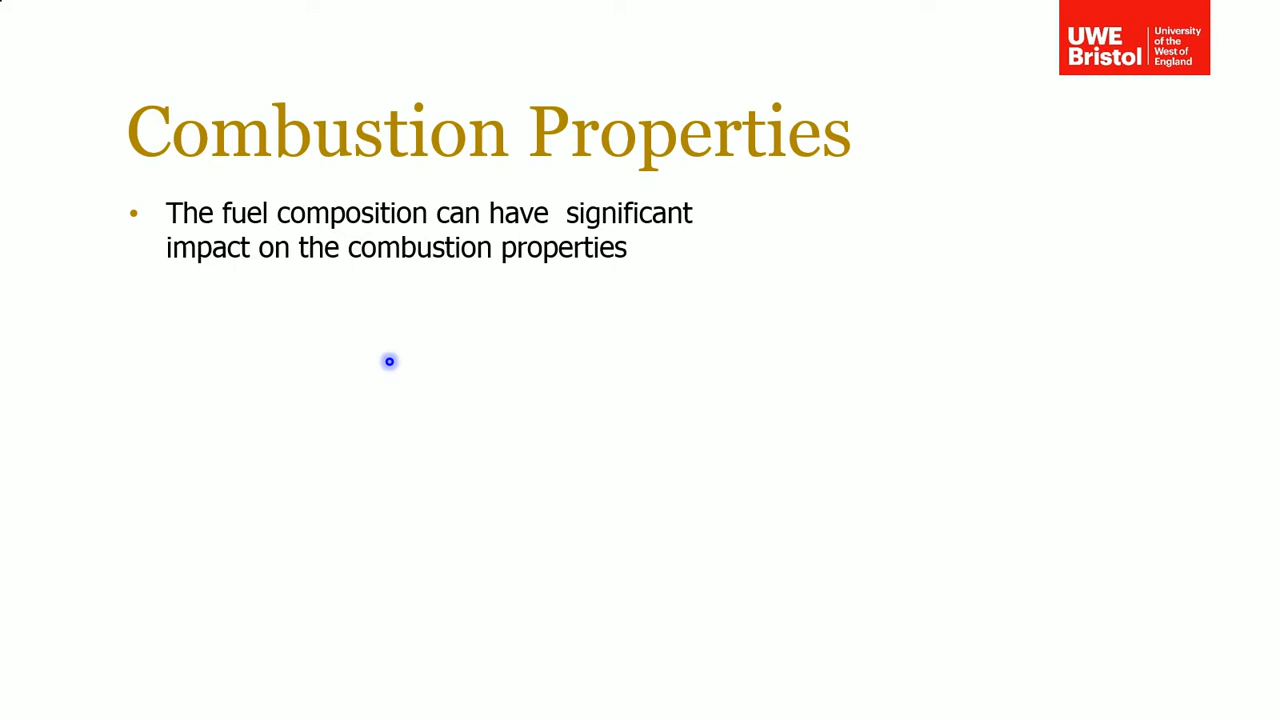 UWE
Bristol
University
of the
West of
England
Combustion Properties
• The fuel composition can have  significant
impact on the combustion properties